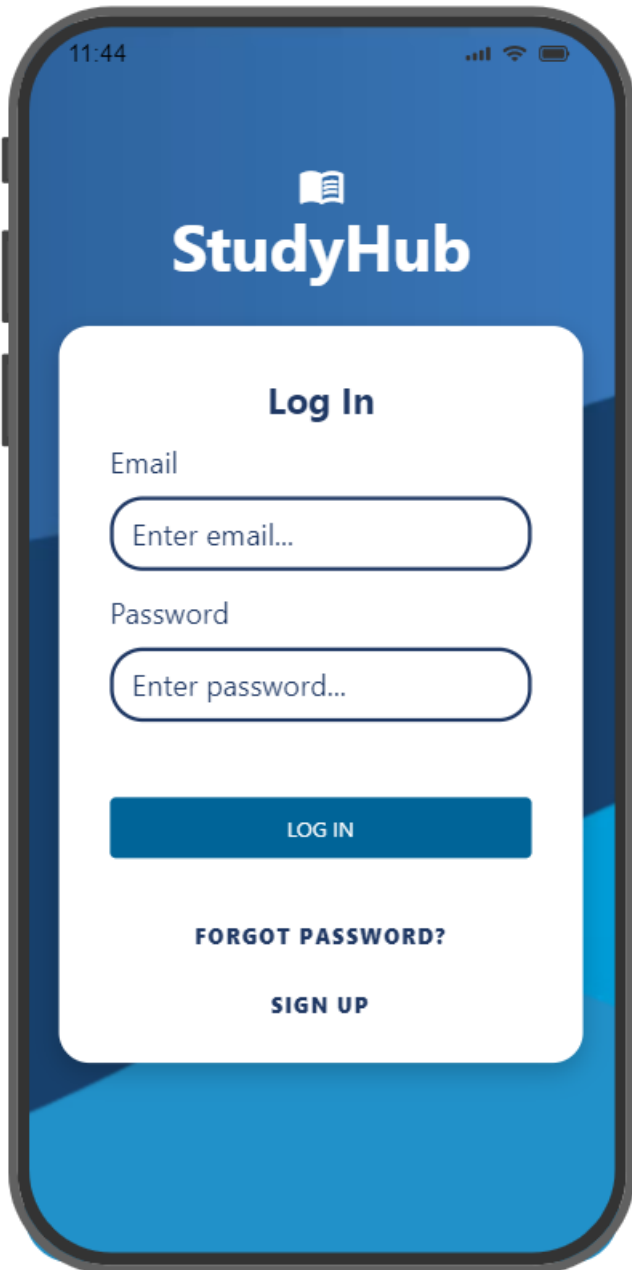 11:44
StudyHub
Log In
Email
Enter email...
Password
Enter password...
LOG IN
FORGOT PASSWORD?
SIGN UP